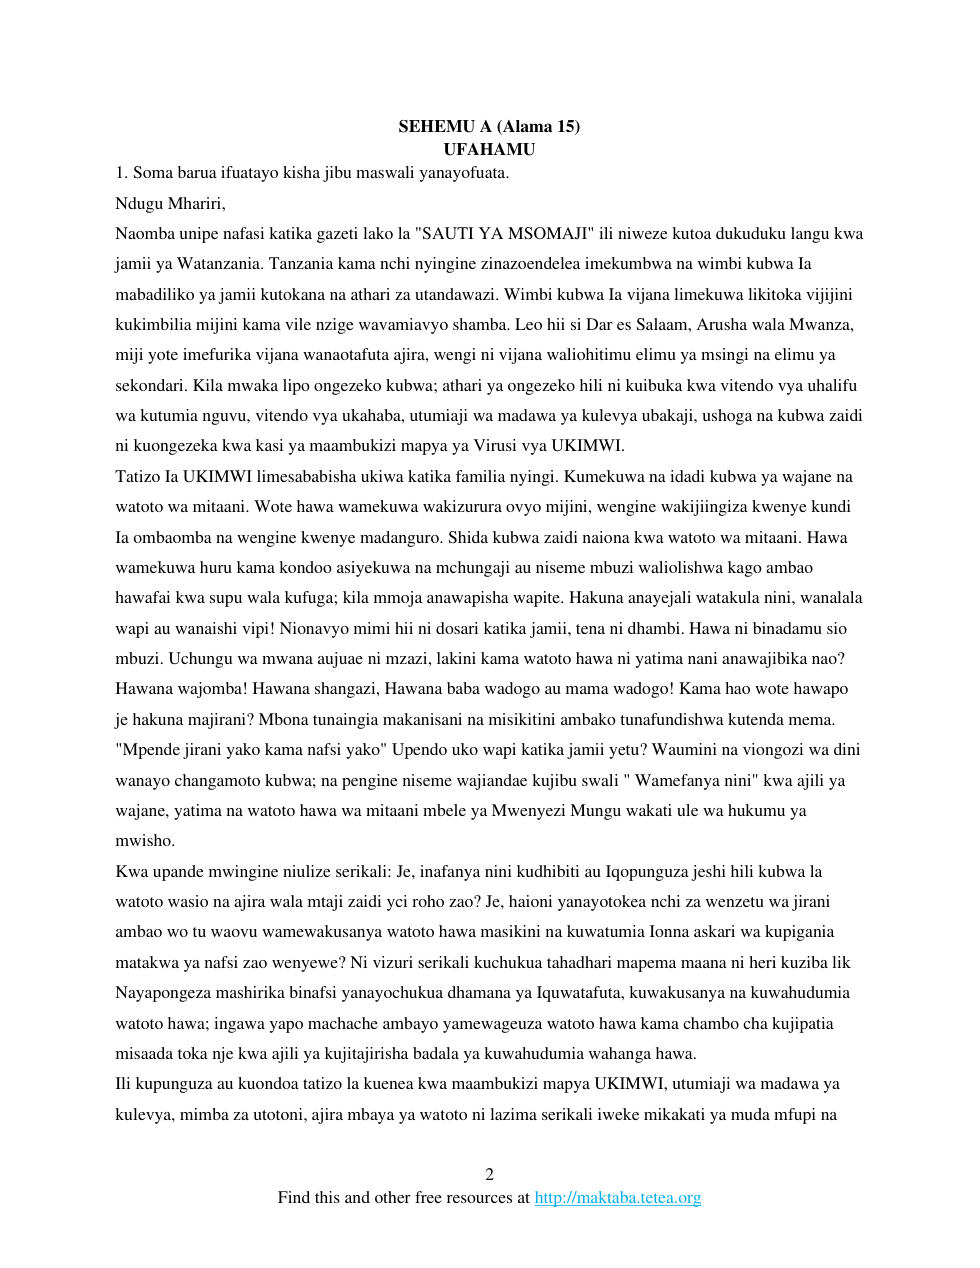 SEHEMU A (Alama 15)
UFAHAMU
1. Soma barua ifuatayo kisha jibu maswali yanayofuata.
Ndugu Mhariri,
Naomba unipe nafasi katika gazeti lako la "SAUTI YA MSOMAJI" ili niweze kutoa dukuduku langu kwa
jamii ya Watanzania. Tanzania kama nchi nyingine zinazoendelea imekumbwa na wimbi kubwa Ia
mabadiliko ya jamii kutokana na athari za utandawazi. Wimbi kubwa Ia vijana limekuwa likitoka vijijini
kukimbilia mijini kama vile nzige wavamiavyo shamba. Leo hii si Dar es Salaam, Arusha wala Mwanza,
miji yote imefurika vijana wanaotafuta ajira, wengi ni vijana waliohitimu elimu ya msingi na elimu ya
sekondari. Kila mwaka lipo ongezeko kubwa; athari ya ongezeko hili ni kuibuka kwa vitendo vya uhalifu
wa kutumia nguvu, vitendo vya ukahaba, utumiaji wa madawa ya kulevya ubakaji, ushoga na kubwa zaidi
ni kuongezeka kwa kasi ya maambukizi mapya ya Virusi vya UKIMWI.
Tatizo Ia UKIMWI limesababisha ukiwa katika familia nyingi. Kumekuwa na idadi kubwa ya wajane na
watoto wa mitaani. Wote hawa wamekuwa wakizurura ovyo mijini, wengine wakijiingiza kwenye kundi
Ia ombaomba na wengine kwenye madanguro. Shida kubwa zaidi naiona kwa watoto wa mitaani. Hawa
wamekuwa huru kama kondoo asiyekuwa na mchungaji au niseme mbuzi waliolishwa kago ambao
hawafai kwa supu wala kufuga; kila mmoja anawapisha wapite. Hakuna anayejali watakula nini, wanalala
wapi au wanaishi vipi! Nionavyo mimi hii ni dosari katika jamii, tena ni dhambi. Hawa ni binadamu sio
mbuzi. Uchungu wa mwana aujuae ni mzazi, lakini kama watoto hawa ni yatima nani anawajibika nao?
Hawana wajomba! Hawana shangazi, Hawana baba wadogo au mama wadogo! Kama hao wote hawapo
je hakuna majirani? Mbona tunaingia makanisani na misikitini ambako tunafundishwa kutenda mema.
"Mpende jirani yako kama nafsi yako" Upendo uko wapi katika jamii yetu? Waumini na viongozi wa dini
wanayo changamoto kubwa; na pengine niseme wajiandae kujibu swali " Wamefanya nini" kwa ajili ya
wajane, yatima na watoto hawa wa mitaani mbele ya Mwenyezi Mungu wakati ule wa hukumu ya
mwisho.
Kwa upande mwingine niulize serikali: Je, inafanya nini kudhibiti au Iqopunguza jeshi hili kubwa la
watoto wasio na ajira wala mtaji zaidi yci roho zao? Je, haioni yanayotokea nchi za wenzetu wa jirani
ambao wo tu waovu wamewakusanya watoto hawa masikini na kuwatumia Ionna askari wa kupigania
matakwa ya nafsi zao wenyewe? Ni vizuri serikali kuchukua tahadhari mapema maana ni heri kuziba lik
Nayapongeza mashirika binafsi yanayochukua dhamana ya Iquwatafuta, kuwakusanya na kuwahudumia
watoto hawa; ingawa yapo machache ambayo yamewageuza watoto hawa kama chambo cha kujipatia
misaada toka nje kwa ajili ya kujitajirisha badala ya kuwahudumia wahanga hawa.
Ili kupunguza au kuondoa tatizo la kuenea kwa maambukizi mapya UKIMWI, utumiaji wa madawa ya
kulevya, mimba za utotoni, ajira mbaya ya watoto ni lazima serikali iweke mikakati ya muda mfupi na
2
Find this and other free resources at http://maktaba.tetea.org